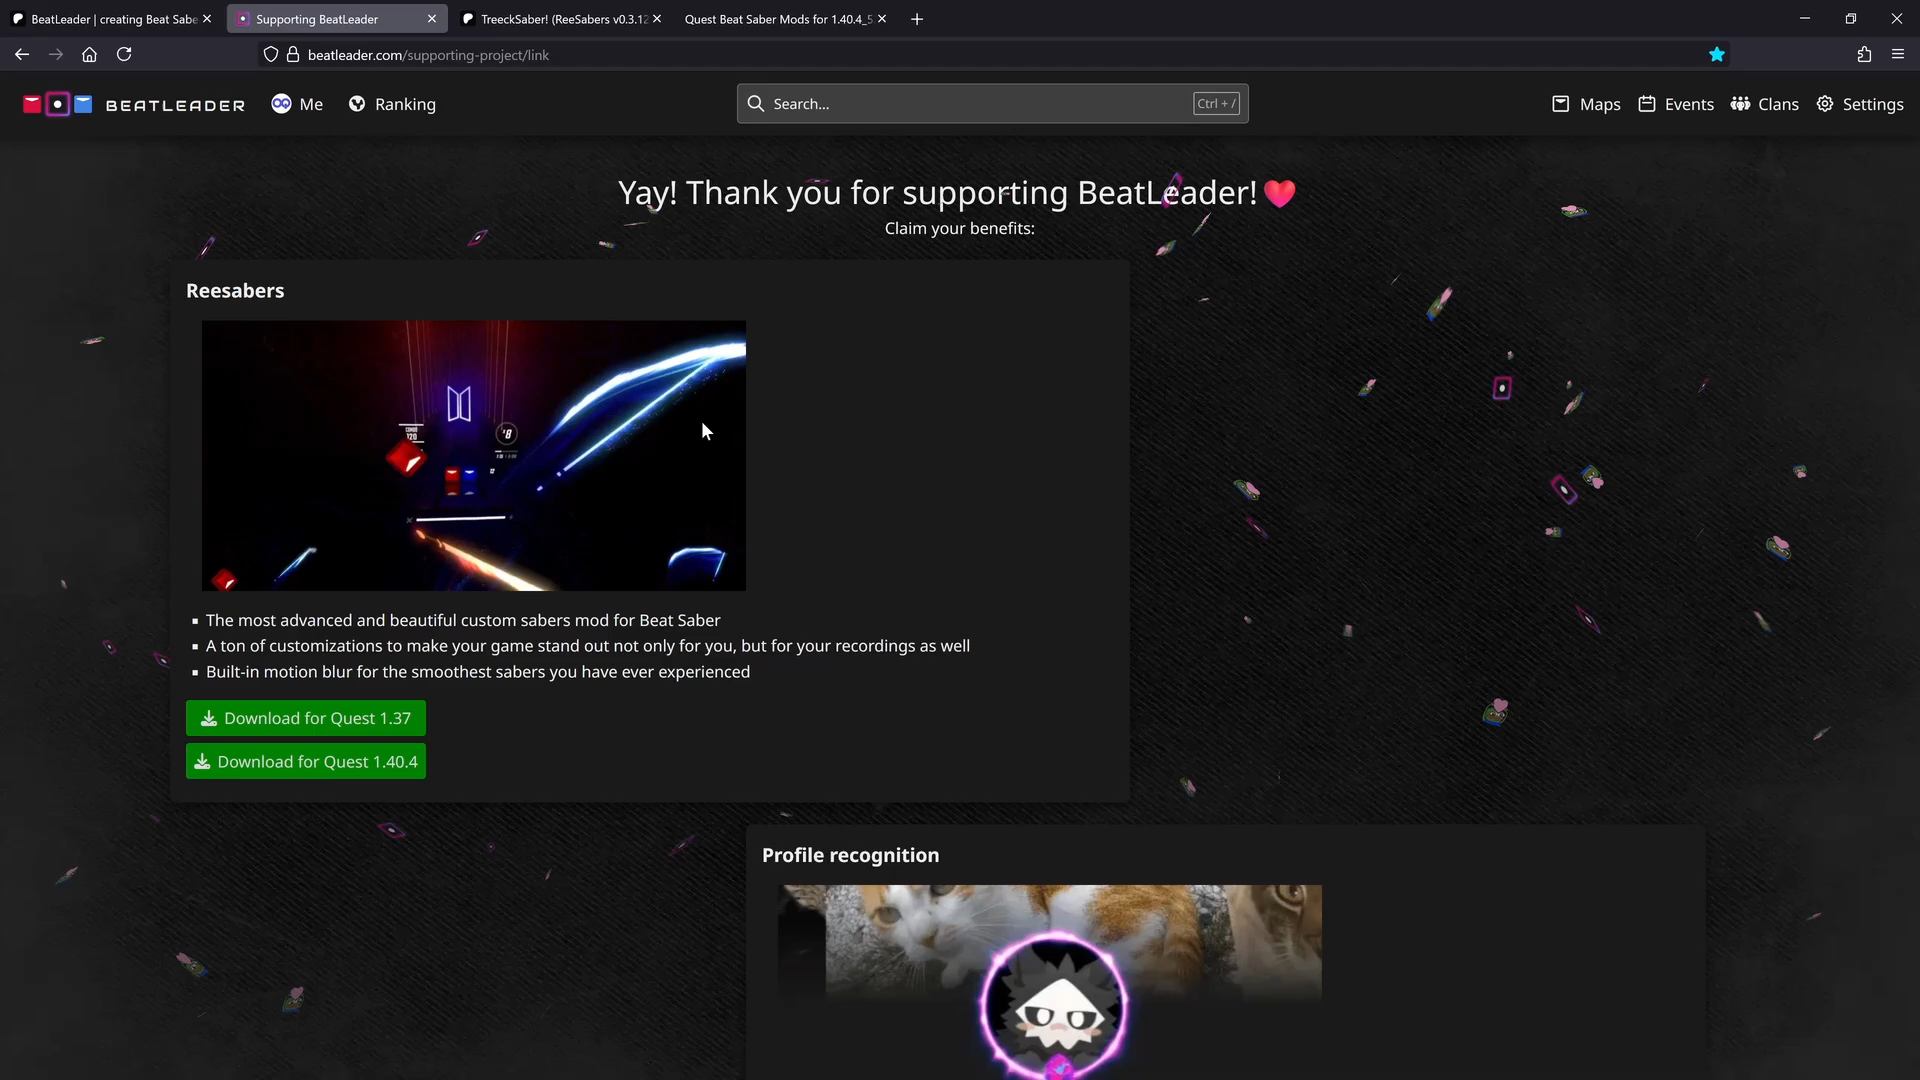 BeatLeader | creating Beat Sabe
Supporting BeatLeader
TreeckSaber! (ReeSabers v0.3.12
Quest Beat Saber Mods for 1.40.4_5
beatleader.com/supporting-project/link
BEATLEADER
Me
Ranking
Search...
Ctrl + /
Maps
Events
Clans
Settings
Yay! Thank you for supporting BeatLeader!❤️
Claim your benefits:
Reesabers
COMBO
120
x8
▪ The most advanced and beautiful custom sabers mod for Beat Saber
▪ A ton of customizations to make your game stand out not only for you, but for your recordings as well
▪ Built-in motion blur for the smoothest sabers you have ever experienced
Download for Quest 1.37
Download for Quest 1.40.4
Profile recognition